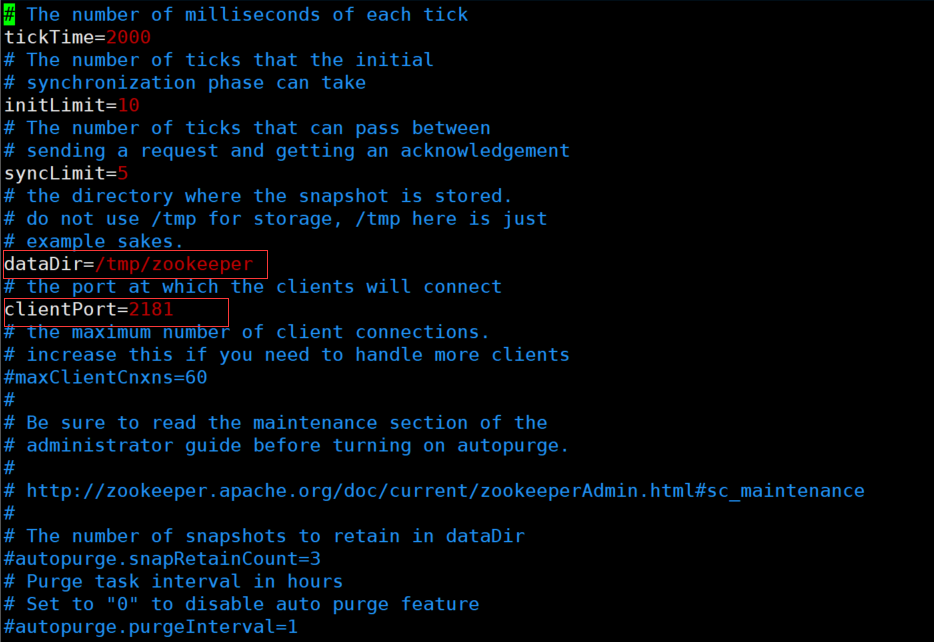 # The number of milliseconds of each tick
tickTime=2000
# The number of ticks that the initial
# synchronization phase can take
initLimit=10
# The number of ticks that can pass between
# sending a request and getting an acknowledgement
syncLimit=5
# the directory where the snapshot is stored.
# do not use /tmp for storage, /tmp here is just
# example sakes.
dataDir=/tmp/zookeeper
# the port at which the clients will connect
clientPort=2181
# the maximum number of client connections.
# increase this if you need to handle more clients
#maxClientCnxns=60
#
# Be sure to read the maintenance section of the
# administrator guide before turning on autopurge.
#
# http://zookeeper.apache.org/doc/current/zookeeperAdmin.html#sc_maintenance
#
# The number of snapshots to retain in dataDir
#autopurge.snapRetainCount=3
# Purge task interval in hours
# Set to "0" to disable auto purge feature
#autopurge.purgeInterval=1